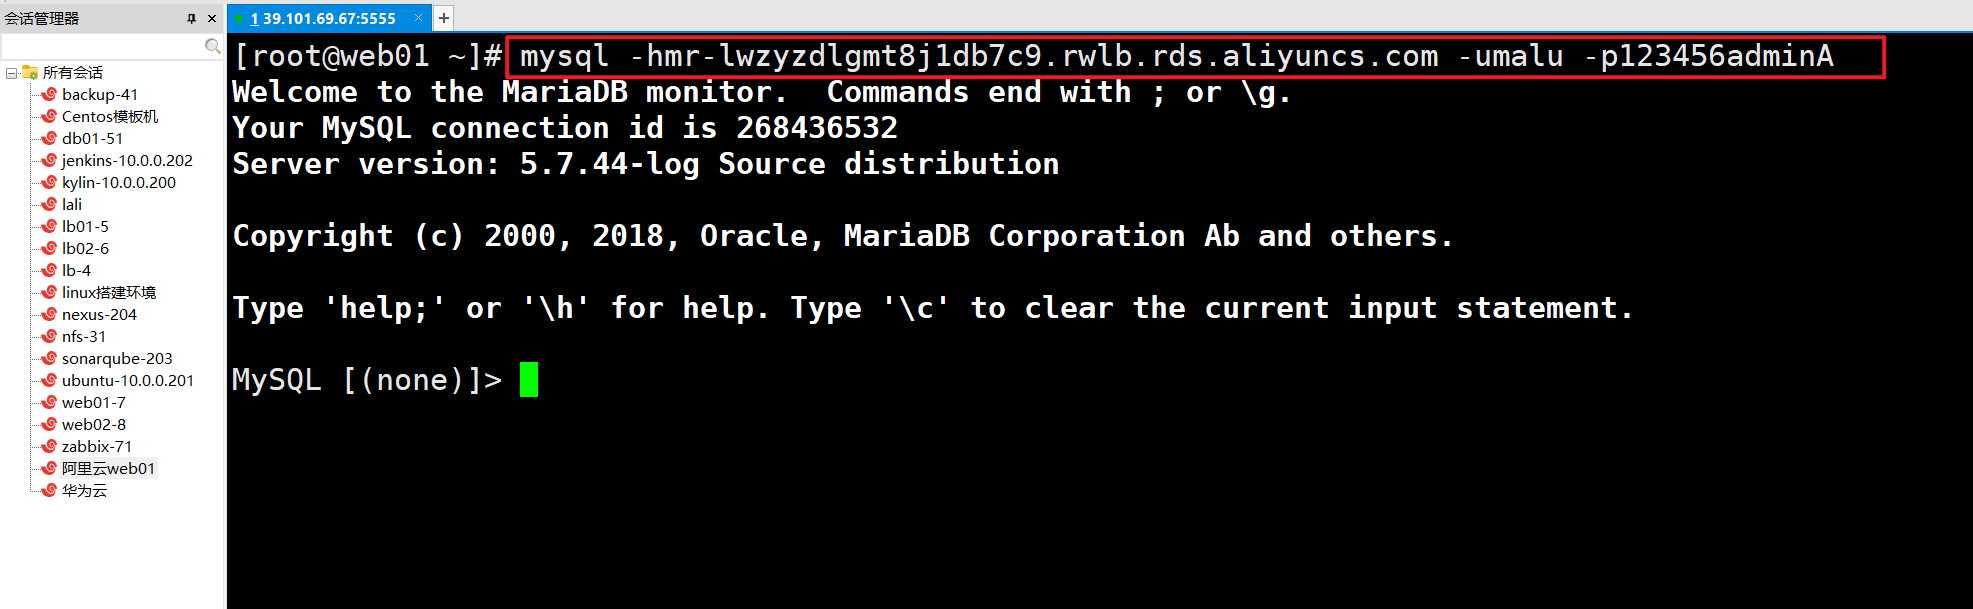 会话管理器
所有会话
backup-41
Centos模板机
db01-51
jenkins-10.0.0.202
kylin-10.0.0.200
lali
lb01-5
lb02-6
lb-4
linux搭建环境
nexus-204
nfs-31
sonarqube-203
ubuntu-10.0.0.201
web01-7
web02-8
zabbix-71
阿里云web01
华为云
1 39.101.69.67:5555
[root@web01 ~]# mysql -hmr-lwzyzdlgmt8j1db7c9.rwlb.rds.aliyuncs.com -umalu -p123456adminA
Welcome to the MariaDB monitor.  Commands end with ; or \g.
Your MySQL connection id is 268436532
Server version: 5.7.44-log Source distribution
Copyright (c) 2000, 2018, Oracle, MariaDB Corporation Ab and others.
Type 'help;' or '\h' for help. Type '\c' to clear the current input statement.
MySQL [(none)]>